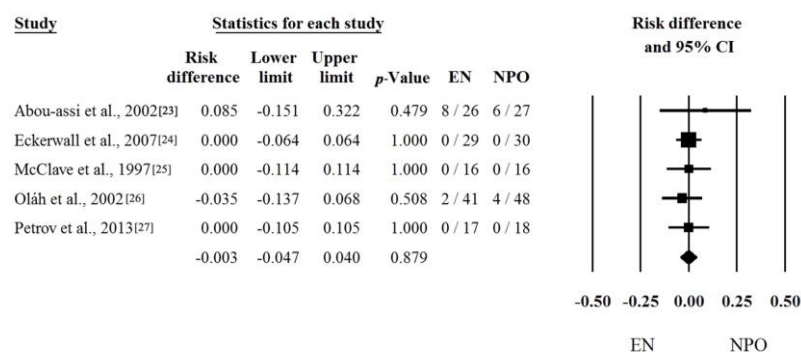 Study Statistics for each study Risk difference
and 95% CI
Risk difference Lower limit Upper limit p-Value EN NPO
Abou-assi et al., 2002[23] 0.085 -0.151 0.322 0.479 8 / 26 6 / 27
Eckerwall et al., 2007[24] 0.000 -0.064 0.064 1.000 0 / 29 0 / 30
McClave et al., 1997[25] 0.000 -0.114 0.114 1.000 0 / 16 0 / 16
Oláh et al., 2002[26] -0.035 -0.137 0.068 0.508 2 / 41 4 / 48
Petrov et al., 2013[27] 0.000 -0.105 0.105 1.000 0 / 17 0 / 18
-0.003 -0.047 0.040 0.879
-0.50 -0.25 0.00 0.25 0.50
EN NPO